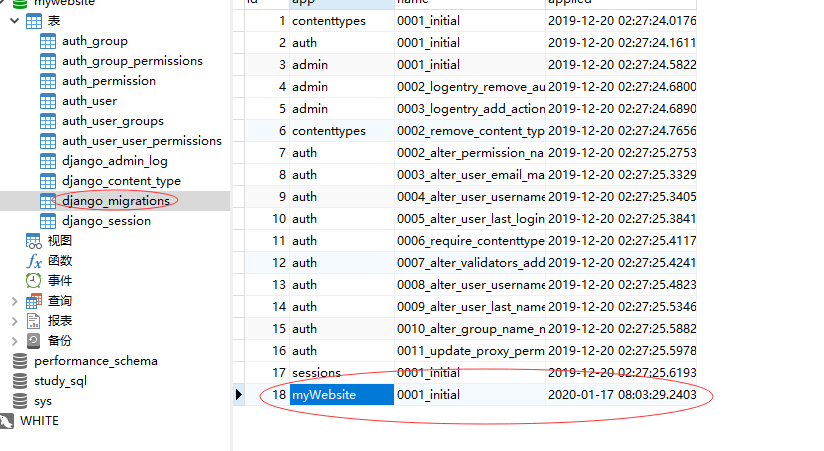 mywebsite
表
auth_group
auth_group_permissions
auth_permission
auth_user
auth_user_groups
auth_user_user_permissions
django_admin_log
django_content_type
django_migrations
django_session
视图
函数
事件
查询
报表
备份
performance_schema
study_sql
sys
WHITE
id app name applied
1 contenttypes 0001_initial 2019-12-20 02:27:24.0176
2 auth 0001_initial 2019-12-20 02:27:24.1611
3 admin 0001_initial 2019-12-20 02:27:24.5822
4 admin 0002_logentry_remove_au 2019-12-20 02:27:24.6800
5 admin 0003_logentry_add_action 2019-12-20 02:27:24.6890
6 contenttypes 0002_remove_content_typ 2019-12-20 02:27:24.7656
7 auth 0002_alter_permission_na 2019-12-20 02:27:25.2753
8 auth 0003_alter_user_email_ma 2019-12-20 02:27:25.3329
9 auth 0004_alter_user_username 2019-12-20 02:27:25.3405
10 auth 0005_alter_user_last_login 2019-12-20 02:27:25.3841
11 auth 0006_require_contenttype 2019-12-20 02:27:25.4117
12 auth 0007_alter_validators_add 2019-12-20 02:27:25.4241
13 auth 0008_alter_user_username 2019-12-20 02:27:25.4823
14 auth 0009_alter_user_last_name 2019-12-20 02:27:25.5346
15 auth 0010_alter_group_name_n 2019-12-20 02:27:25.5882
16 auth 0011_update_proxy_perm 2019-12-20 02:27:25.5978
17 sessions 0001_initial 2019-12-20 02:27:25.6193
18 myWebsite 0001_initial 2020-01-17 08:03:29.2403